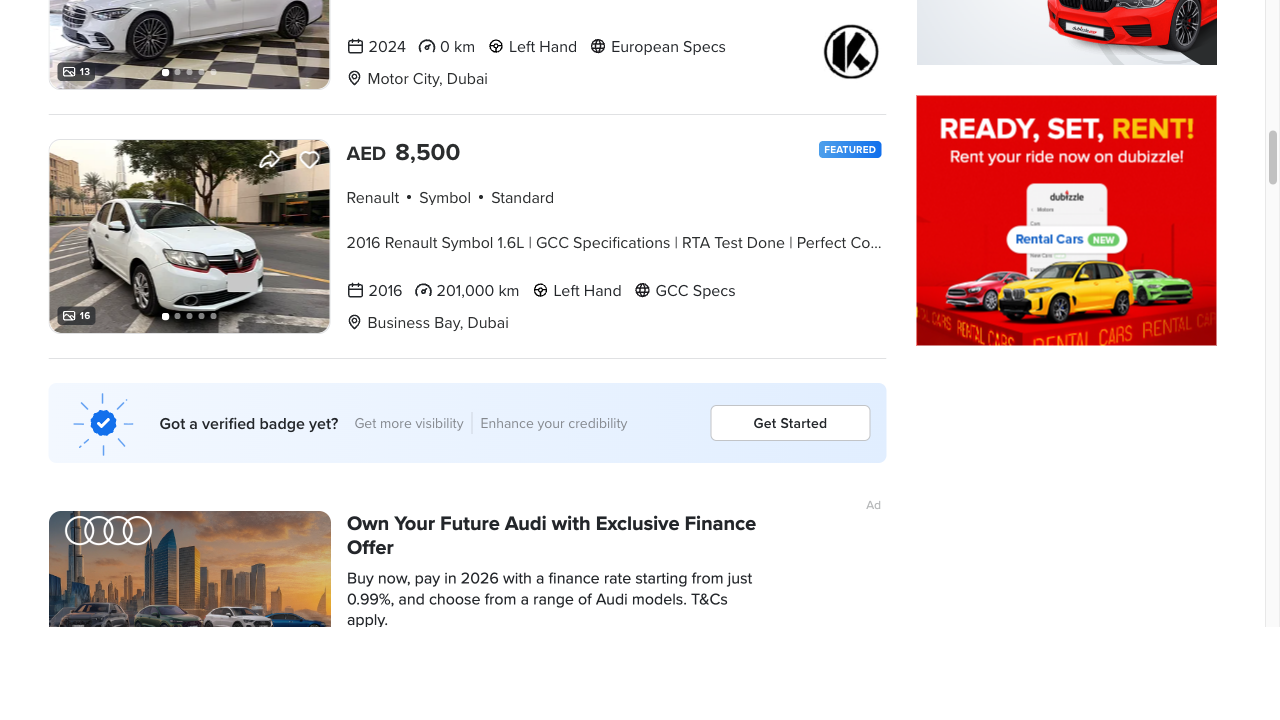 2024 0 km Left Hand European Specs
13
Motor City, Dubai
AED 8,500
FEATURED
Renault • Symbol • Standard
2016 Renault Symbol 1.6L | GCC Specifications | RTA Test Done | Perfect Co...
2016 201,000 km Left Hand GCC Specs
16
Business Bay, Dubai
Got a verified badge yet? Get more visibility Enhance your credibility Get Started
Ad
Own Your Future Audi with Exclusive Finance
Offer
Buy now, pay in 2026 with a finance rate starting from just
0.99%, and choose from a range of Audi models. T&Cs
apply.
READY, SET, RENT!
Rent your ride now on dubizzle!
dubizzle
Motors
Rental Cars NEW
RENTAL CARS RENTAL CARS RENTAL CAR